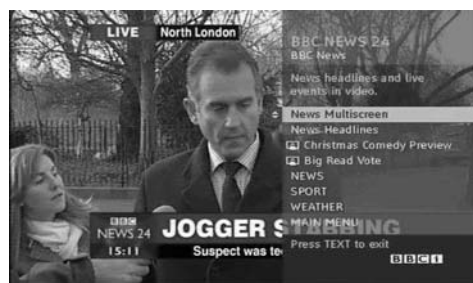 LIVE North London
BBC NEWS 24
BBC News
News headlines and live
events in video.
News Multiscreen
News Headlines
Christmas Comedy Preview
Big Read Vote
NEWS
SPORT
WEATHER
MAIN MENU
Press TEXT to exit
BBCi
BBC
NEWS 24
15:11
JOGGER STABBING
Suspect was